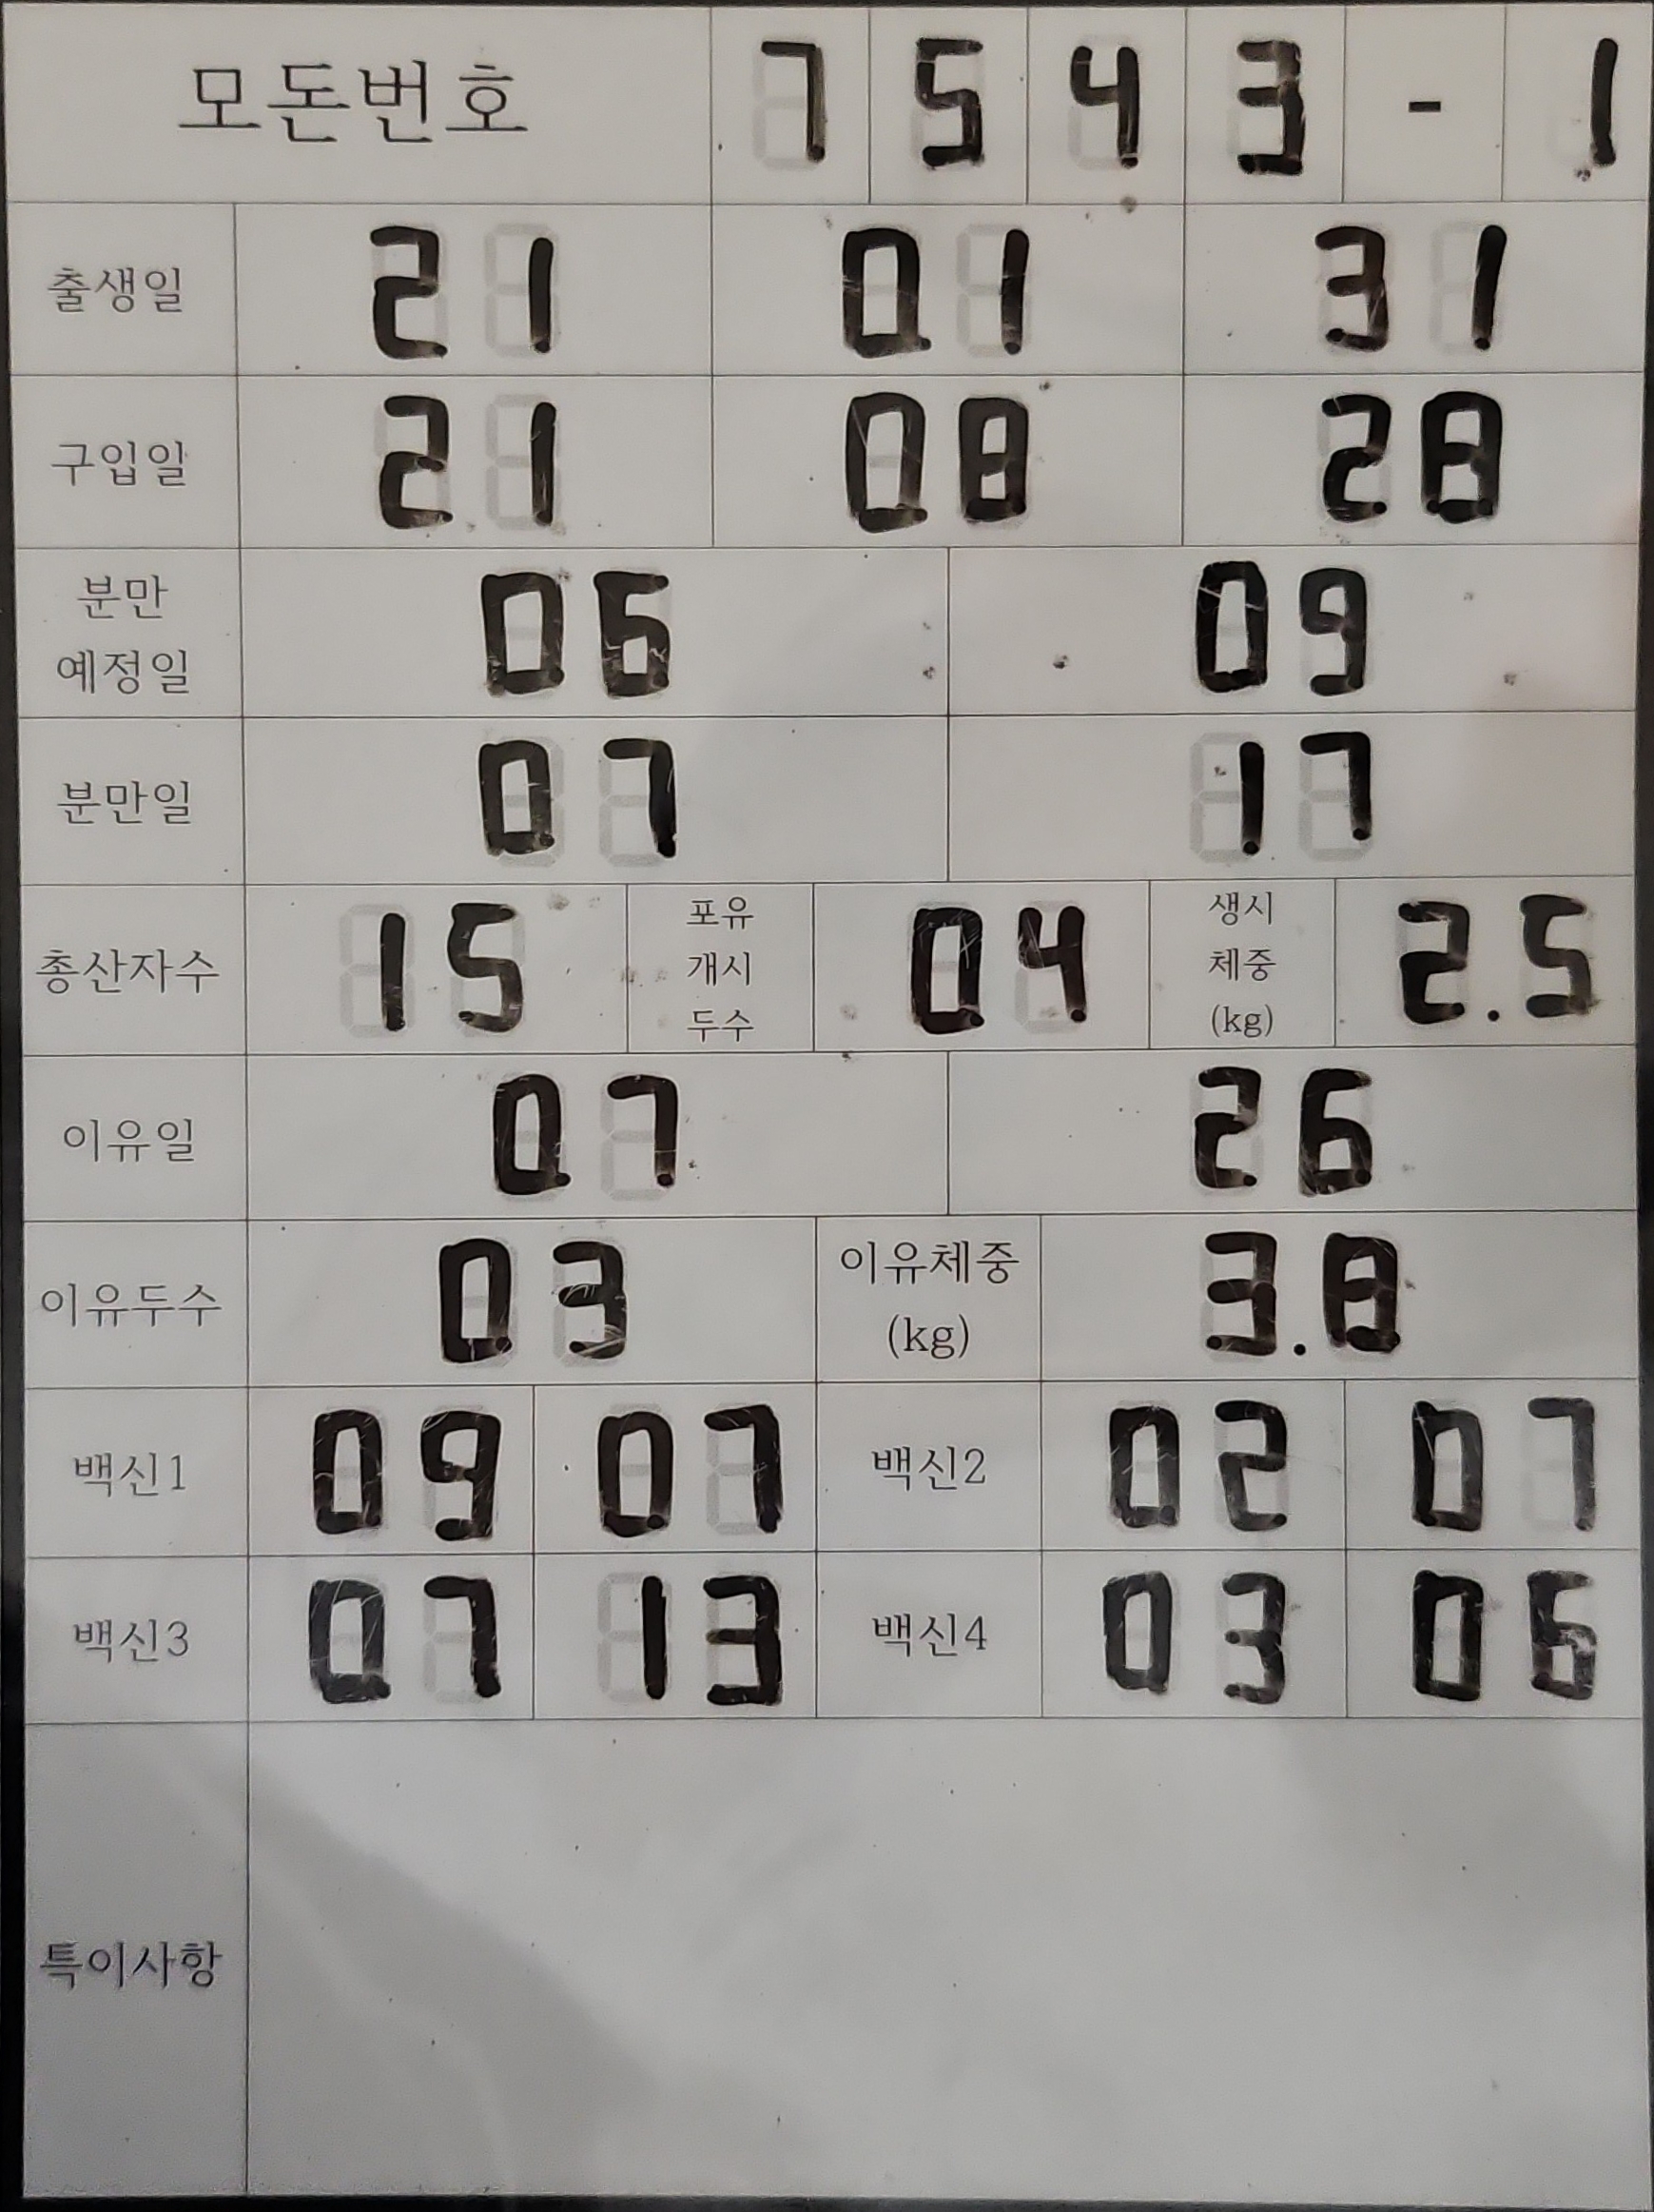 모돈번호 7 5 4 3 - 1
출생일 21 01 31
구입일 21 08 28
분만 예정일 06 09
분만일 07 17
총산자수 15 포유 개시 두수 04 생시 체중 (kg) 2.5
이유일 07 26
이유두수 03 이유체중 (kg) 3.8
백신1 09 07 백신2 02 07
백신3 07 13 백신4 03 06
특이사항